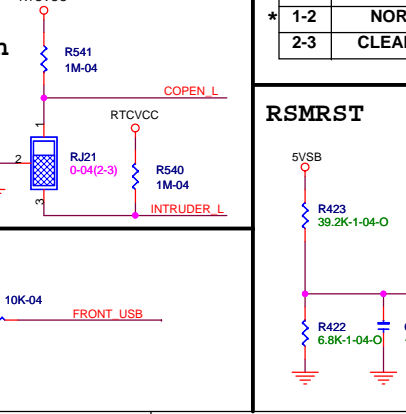 * 1-2 NOR
2-3 CLEA
R541
1M-04
COPEN_L
RTCVCC
1
2
RJ21
0-04(2-3)
3
R540
1M-04
INTRUDER_L
10K-04
FRONT_USB
RSMRST
5VSB
R423
39.2K-1-04-O
R422
6.8K-1-04-O